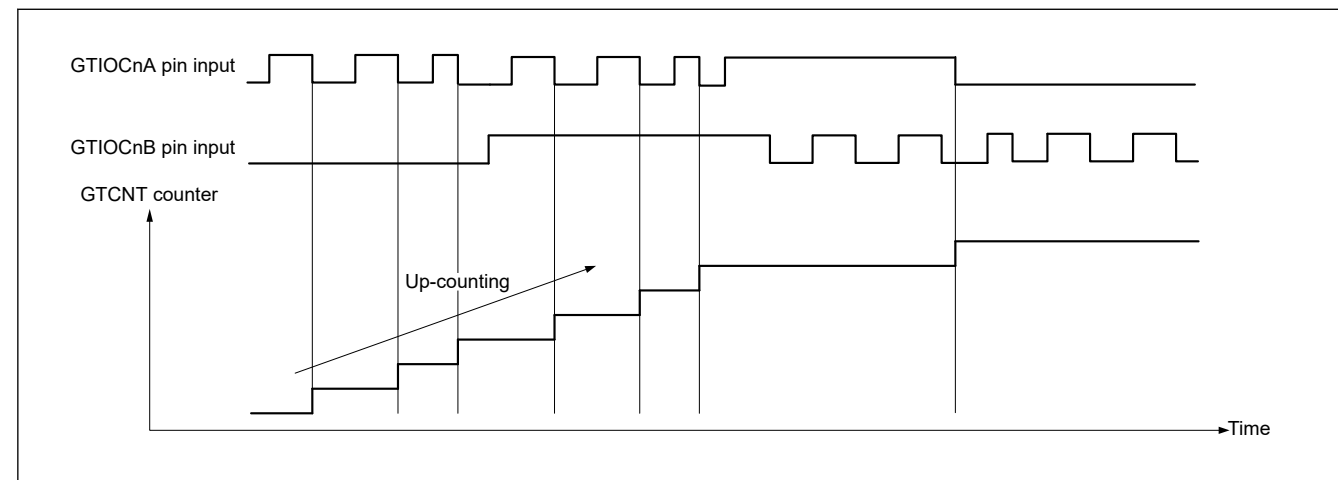 GTIOCnA pin input
GTIOCnB pin input
GTCNT counter
Up-counting
Time